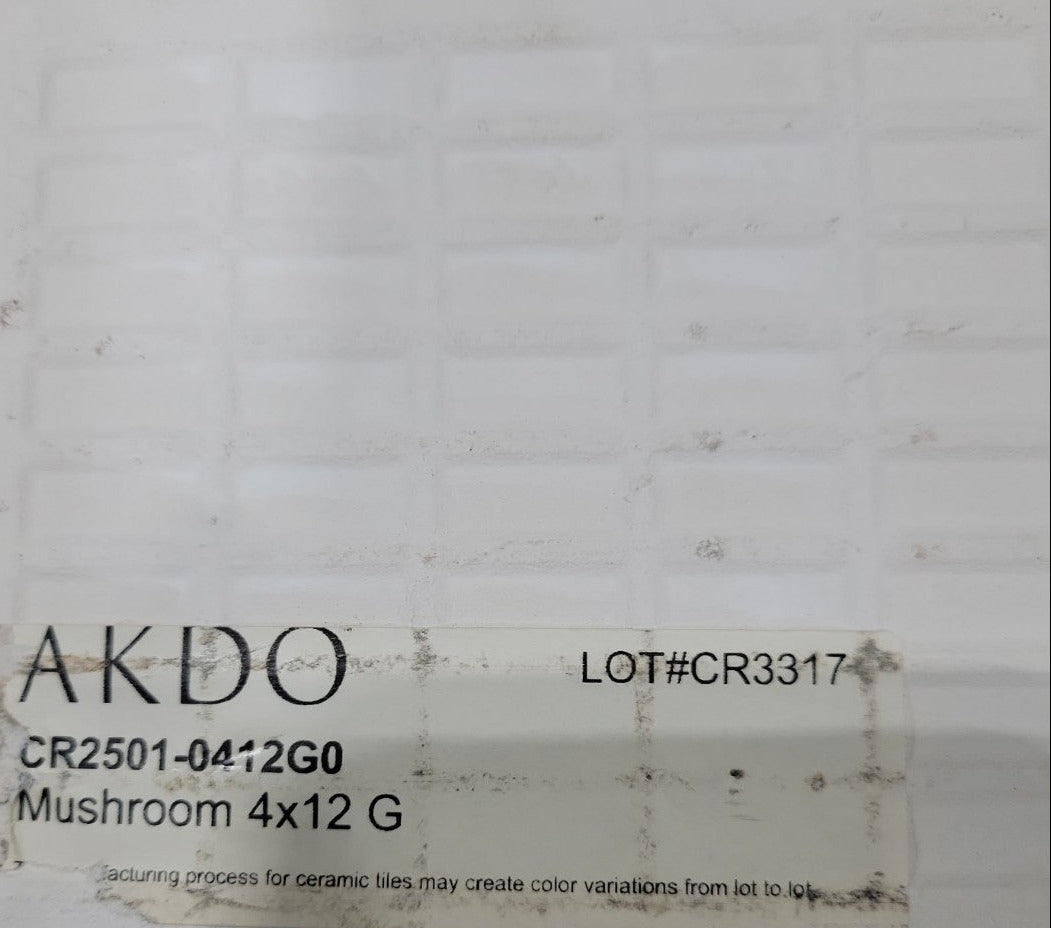 AKDO
LOT#CR3317
CR2501-0412G0
Mushroom 4x12 G
process for ceramic tiles may create color variations from lot to lot